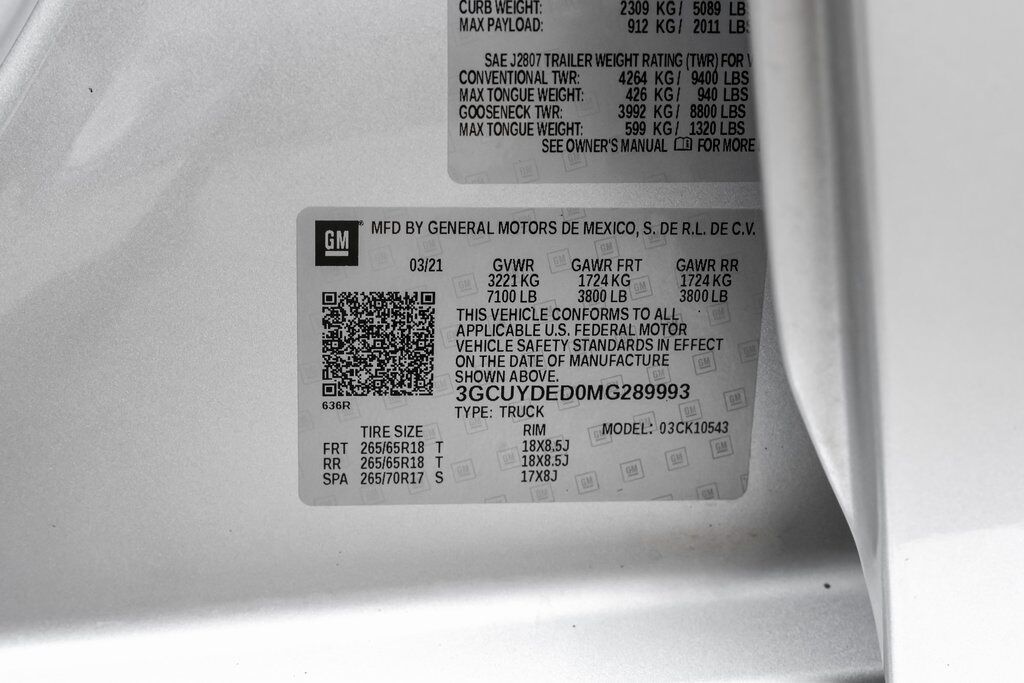 CURB WEIGHT: 2309 KG/ 5089 LB
MAX PAYLOAD: 912 KG/ 2011 LB
SAE J2807 TRAILER WEIGHT RATING (TWR) FOR
CONVENTIONAL TWR: 4264 KG/ 9400 LBS
MAX TONGUE WEIGHT: 426 KG/ 940 LBS
GOOSENECK TWR: 3992 KG/ 8800 LBS
MAX TONGUE WEIGHT: 599 KG/ 1320 LBS
SEE OWNER'S MANUAL FOR MORE
GM® MFD BY GENERAL MOTORS DE MEXICO, S. DE R.L. DE C.V.
03/21 GVWR GAWR FRT GAWR RR
3221 KG 1724 KG 1724 KG
7100 LB 3800 LB 3800 LB
THIS VEHICLE CONFORMS TO ALL
APPLICABLE U.S. FEDERAL MOTOR
VEHICLE SAFETY STANDARDS IN EFFECT
ON THE DATE OF MANUFACTURE
SHOWN ABOVE.
3GCUYDED0MG289993
636R
TYPE: TRUCK
TIRE SIZE RIM MODEL: 03CK10543
FRT 265/65R18 T 18X8.5J
RR 265/65R18 T 18X8.5J
SPA 265/70R17 S 17X8J